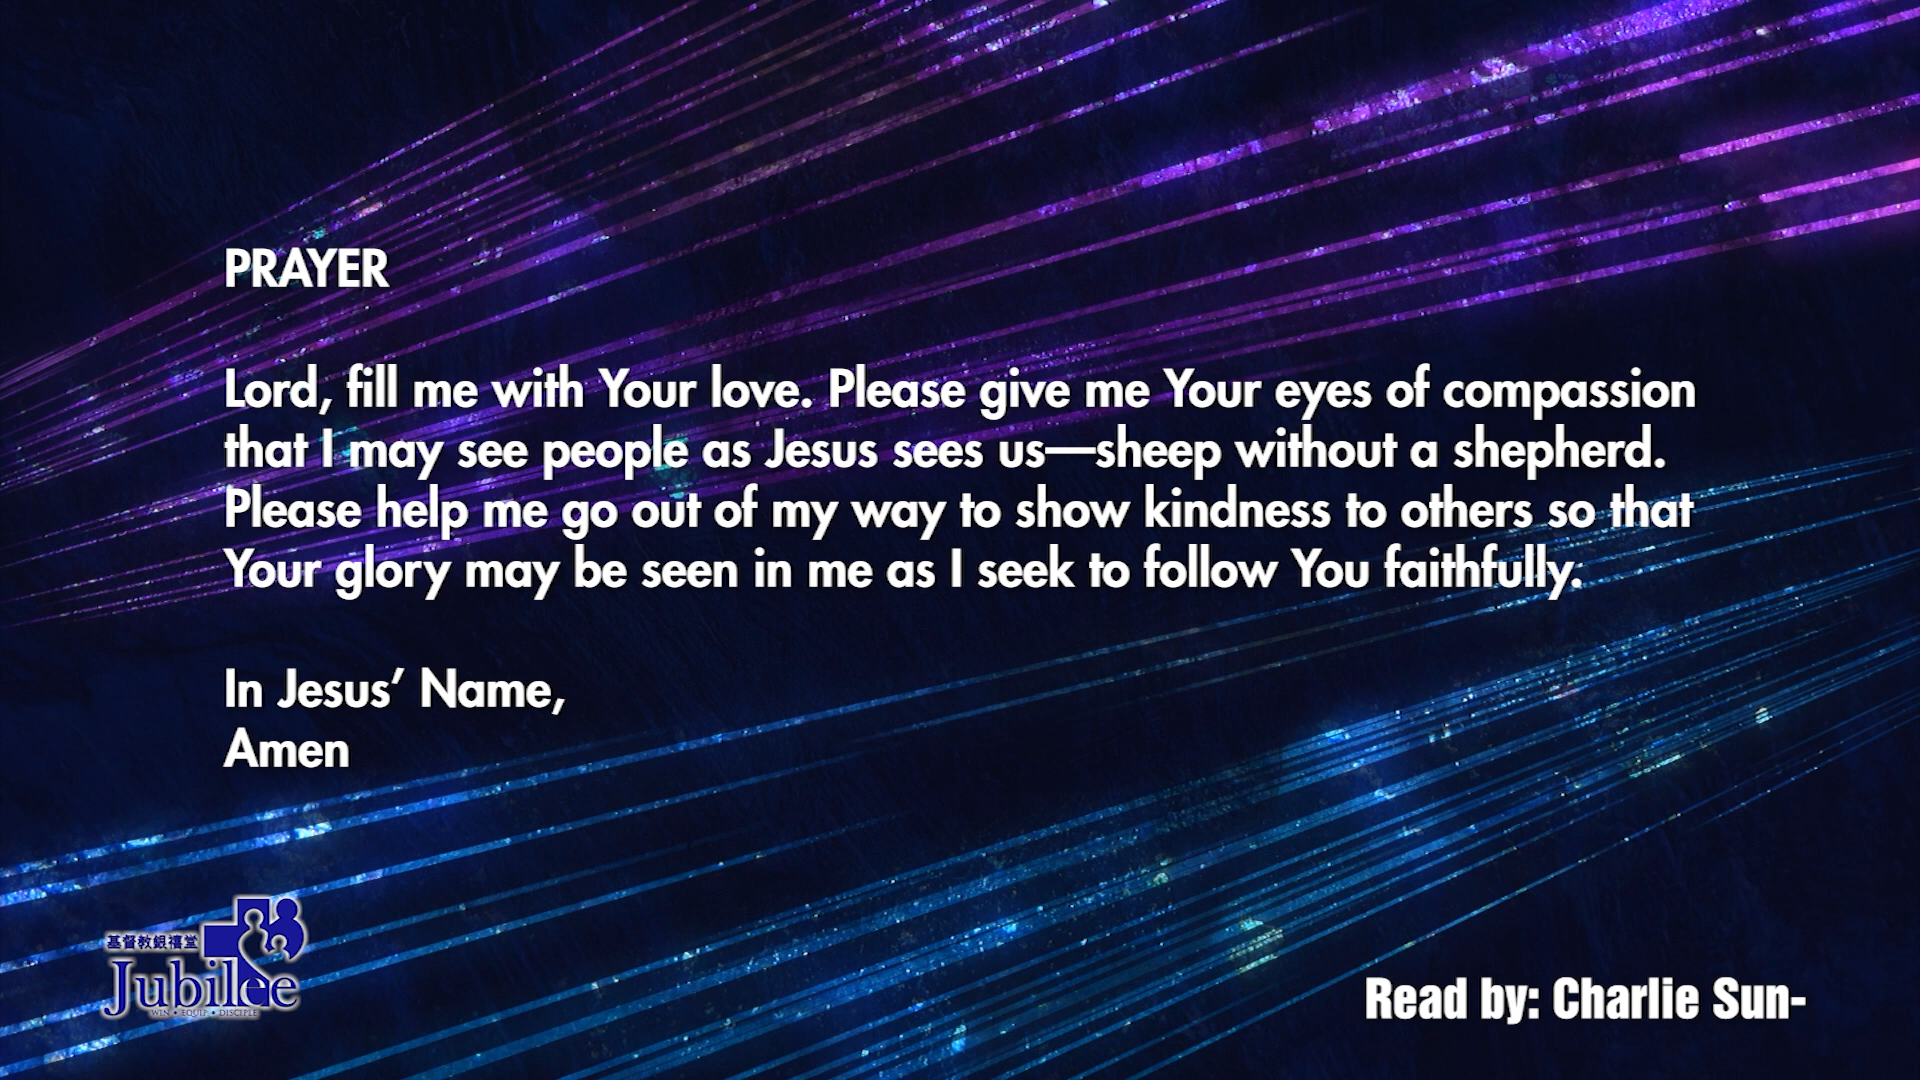 PRAYER
Lord, fill me with Your love. Please give me Your eyes of compassion
that I may see people as Jesus sees us—sheep without a shepherd.
Please help me go out of my way to show kindness to others so that
Your glory may be seen in me as I seek to follow You faithfully.
In Jesus’ Name,
Amen
基督教銀禧堂
Jubilee
WIN • EQUIP • DISCIPLE
Read by: Charlie Sun-